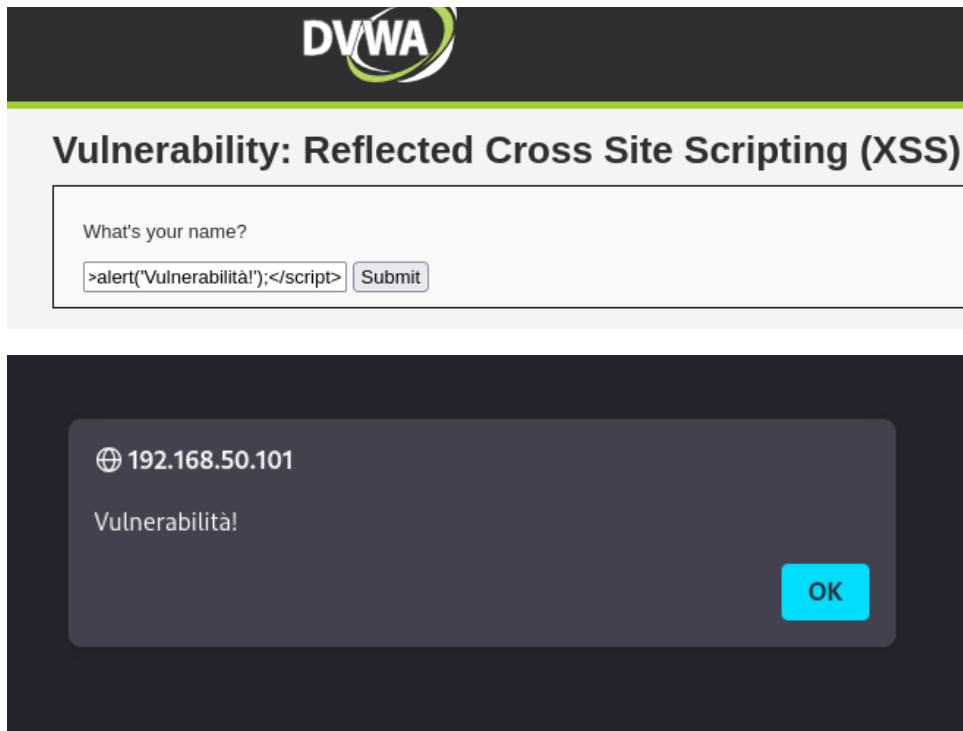 DVWA
Vulnerability: Reflected Cross Site Scripting (XSS)
What's your name?
>alert('Vulnerabilità!');</script> Submit
192.168.50.101
Vulnerabilità!
OK